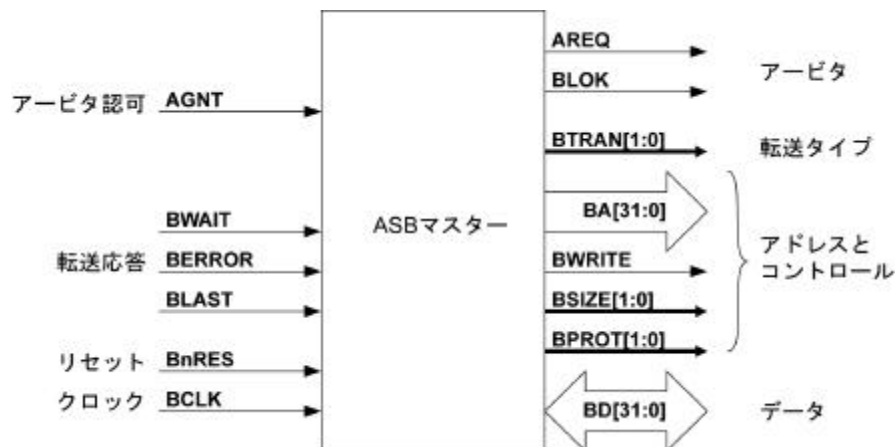 アービタ認可
AGNT
BWAIT
転送応答
BERROR
BLAST
リセット
BnRES
クロック
BCLK
ASBマスター
AREQ
アービタ
BLOK
BTRAN[1:0]
転送タイプ
BA[31:0]
アドレスと
コントロール
BWRITE
BSIZE[1:0]
BPROT[1:0]
BD[31:0]
データ